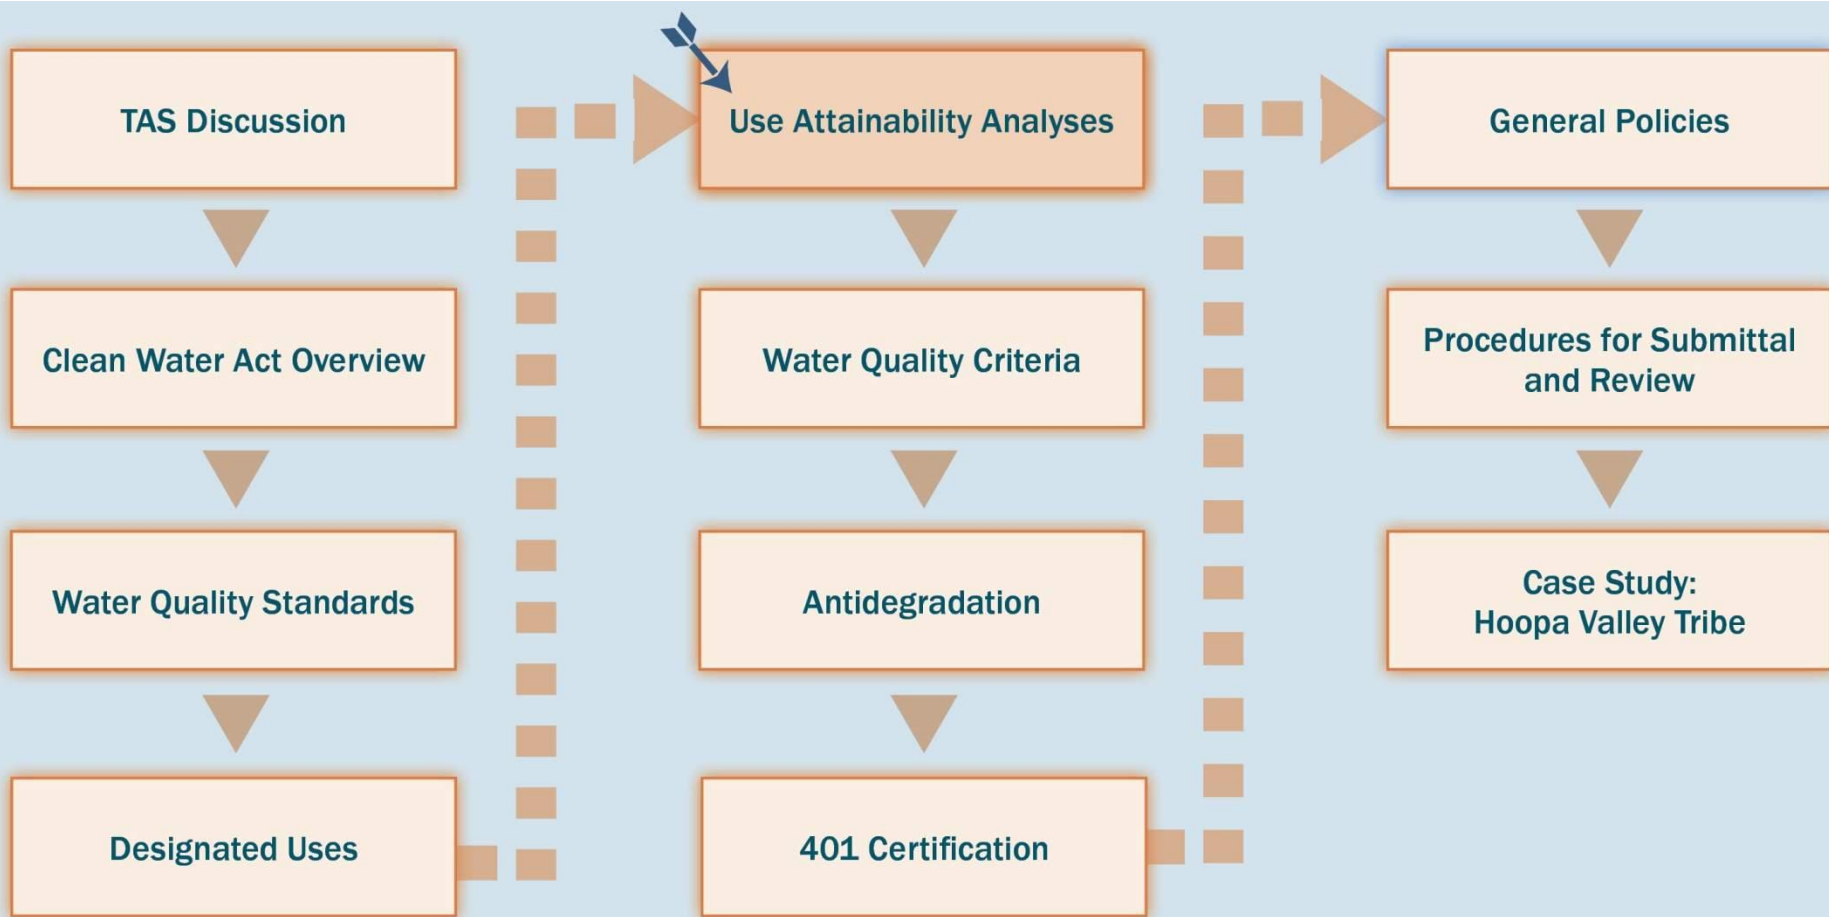 TAS Discussion
Clean Water Act Overview
Water Quality Standards
Designated Uses
Use Attainability Analyses
Water Quality Criteria
Antidegradation
401 Certification
General Policies
Procedures for Submittal
and Review
Case Study:
Hoopa Valley Tribe